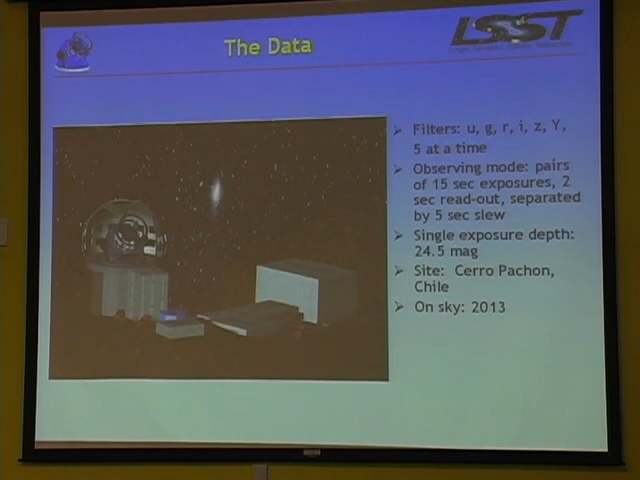 The Data
LSST
➢ Filters: u, g, r, i, z, Y,
5 at a time
➢ Observing mode: pairs
of 15 sec exposures, 2
sec read-out, separated
by 5 sec slew
➢ Single exposure depth:
24.5 mag
➢ Site: Cerro Pachon,
Chile
➢ On sky: 2013